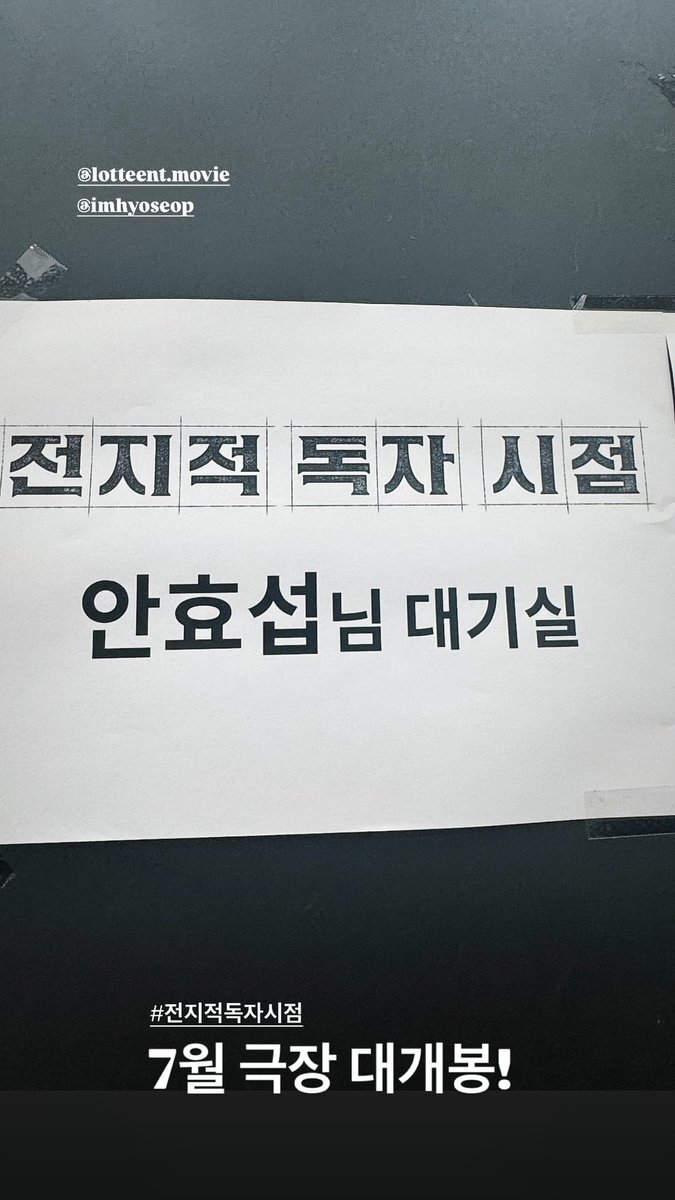 @lotteent.movie
@imhyoseop
전지적 독자 시점
안효섭님 대기실
#전지적독자시점
7월 극장 대개봉!